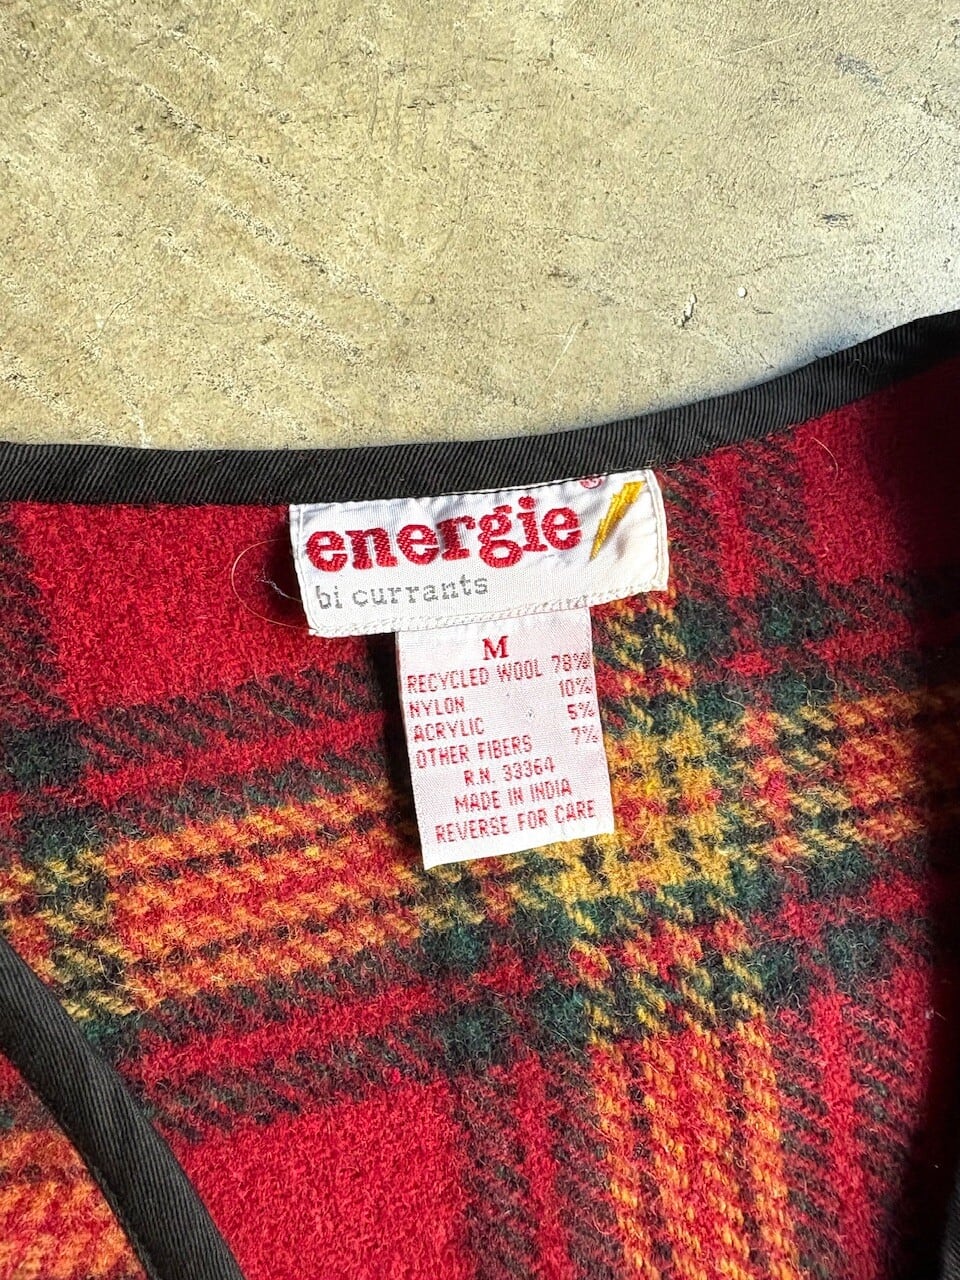 energie®
bi currants
M
RECYCLED WOOL 78%
NYLON 10%
ACRYLIC 5%
OTHER FIBERS 7%
R.N. 33364
MADE IN INDIA
REVERSE FOR CARE